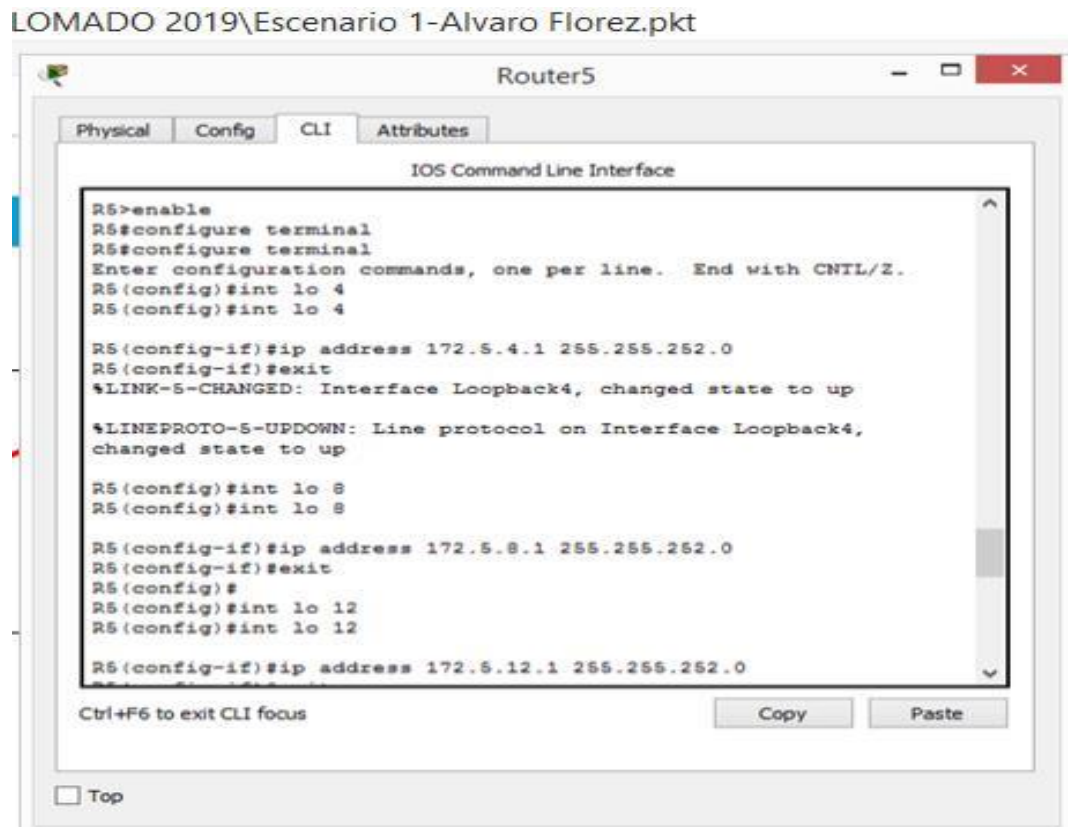 LOMADO 2019\Escenario 1-Alvaro Florez.pkt
Router5
Physical Config CLI Attributes
IOS Command Line Interface
R5>enable
R5#configure terminal
R5#configure terminal
Enter configuration commands, one per line. End with CNTL/Z.
R5(config)#int lo 4
R5(config)#int lo 4
R5(config-if)#ip address 172.5.4.1 255.255.252.0
R5(config-if)#exit
%LINK-5-CHANGED: Interface Loopback4, changed state to up
%LINEPROTO-5-UPDOWN: Line protocol on Interface Loopback4,
changed state to up
R5(config)#int lo 8
R5(config)#int lo 8
R5(config-if)#ip address 172.5.8.1 255.255.252.0
R5(config-if)#exit
R5(config)#
R5(config)#int lo 12
R5(config)#int lo 12
R5(config-if)#ip address 172.5.12.1 255.255.252.0
Ctrl+F6 to exit CLI focus
Copy Paste
Top